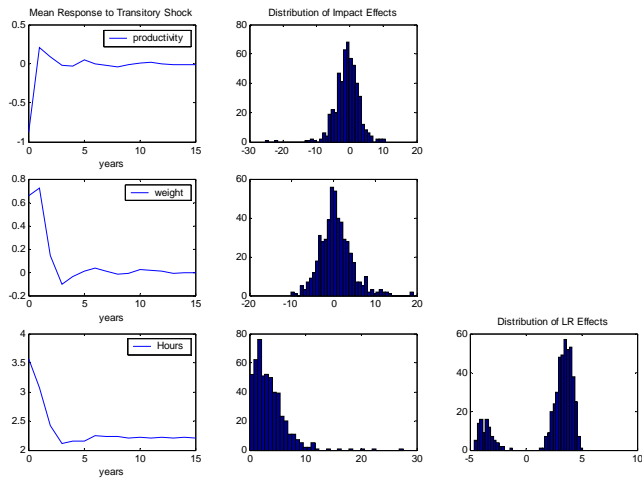 Mean Response to Transitory Shock
Distribution of Impact Effects
0.5
0
-0.5
-1
productivity
0 5 10 15
years
80
60
40
20
0
-30 -20 -10 0 10 20
0.8
0.6
0.4
0.2
0
-0.2
weight
0 5 10 15
years
60
40
20
0
-20 -10 0 10 20
4
3.5
3
2.5
2
Hours
0 5 10 15
years
80
60
40
20
0
0 10 20 30
Distribution of LR Effects
60
40
20
0
-5 0 5 10